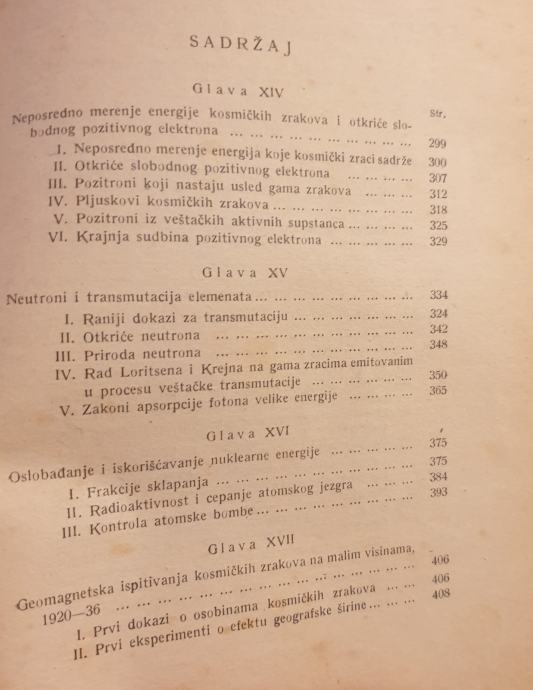 SADRŽAJ
Glava XIV
str.
Neposredno merenje energije kosmičkih zrakova i otkriće slo-
bodnog pozitivnog elektrona ... ... ... ... ... ... ... ... ... ... 299
I. Neposredno merenje energija koje kosmički zraci sadrže 300
II. Otkriće slobodnog pozitivnog elektrona ... ... ... ... 307
III. Pozitroni koji nastaju usled gama zrakova ... ... ... 312
IV. Pljuskovi kosmičkih zrakova ... ... ... ... ... ... ... ... 318
V. Pozitroni iz veštačkih aktivnih supstanca ... ... ... ... 325
VI. Krajnja sudbina pozitivnog elektrona ... ... ... ... ... 329
Glava XV
Neutroni i transmutacija elemenata ... ... ... ... ... ... ... ... ... 334
I. Raniji dokazi za transmutaciju ... ... ... ... ... ... ... 324
II. Otkriće neutrona ... ... ... ... ... ... ... ... ... ... ... 342
III. Priroda neutrona ... ... ... ... ... ... ... ... ... ... ... 348
IV. Rad Loritsena i Krejna na gama zracima emitovanim
u procesu veštačke transmutacije ... ... ... ... ... ... 350
V. Zakoni apsorpcije fotona velike energije ... ... ... ... 365
Glava XVI
Oslobađanje i iskorišćavanje nuklearne energije ... ... ... ... ... 375
I. Frakcije sklapanja ... ... ... ... ... ... ... ... ... ... ... 375
II. Radioaktivnost i cepanje atomskog jezgra ... ... ... 384
III. Kontrola atomske bombe ... ... ... ... ... ... ... ... ... 393
Glava XVII
Geomagnetska ispitivanja kosmičkih zrakova na malim visinama,
1920—36 ... ... ... ... ... ... ... ... ... ... ... ... ... ... ... 406
I. Prvi dokazi o osobinama kosmičkih zrakova ... ... 406
II. Prvi eksperimenti o efektu geografske širine ... ... ... 408